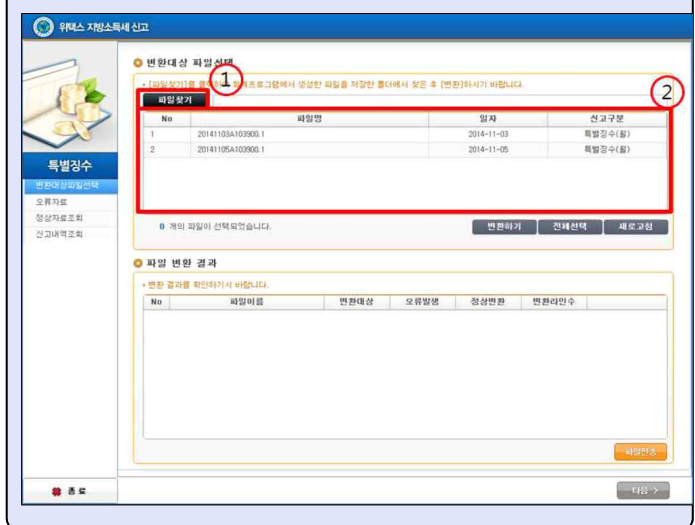 위택스 지방소득세 신고
변환대상 파일선택
• [파일찾기]를 클 회계프로그램에서 생성한 파일을 저장한 폴더에서 찾은 후 [변환]하시기 바랍니다.
1
2
파일찾기
No 파일명 일자 신고구분
1 20141103A103900.1 2014-11-03 특별징수(월)
2 20141105A103900.1 2014-11-05 특별징수(월)
특별징수
변환대상파일선택
오류자료
정상자료조회
신고내역조회
0 개의 파일이 선택되었습니다.
변환하기 전체선택 새로고침
파일 변환 결과
• 변환 결과를 확인하기시 바랍니다.
No 파일이름 변환대상 오류발생 정상변환 변환라인수
파일전송
종료
다음 >